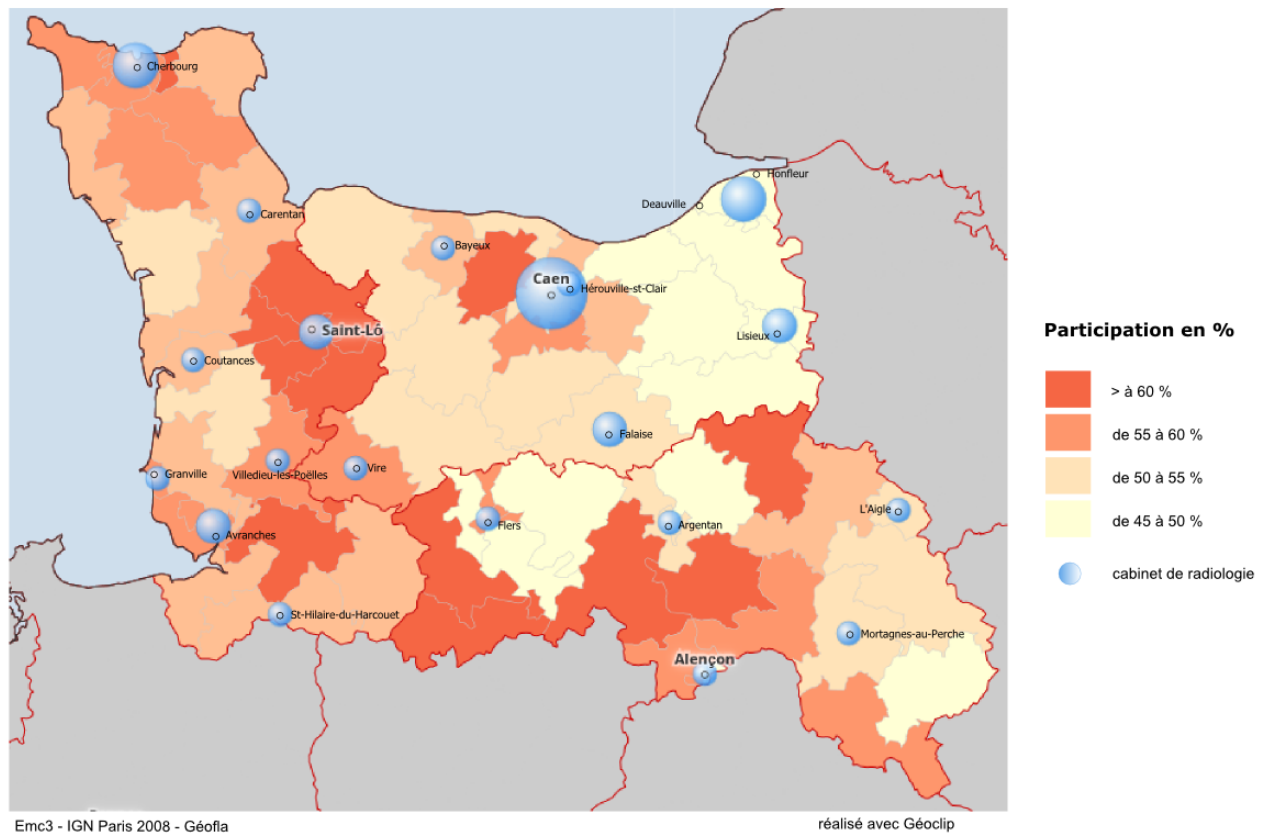 Cherbourg
Honfleur
Deauville
Carentan
Bayeux
Caen
Hérouville-st-Clair
Saint-Ló
Lisieux
Coutances
Falaise
Granville
Villedieu-les-Poëlles
Vire
L'Aigle
Flers
Argentan
Avranches
St-Hilaire-du-Harcouet
Mortagnes-au-Perche
Alençon
Participation en %
> à 60 %
de 55 à 60 %
de 50 à 55 %
de 45 à 50 %
cabinet de radiologie
Emc3 - IGN Paris 2008 - Géofla
réalisé avec Géoclip